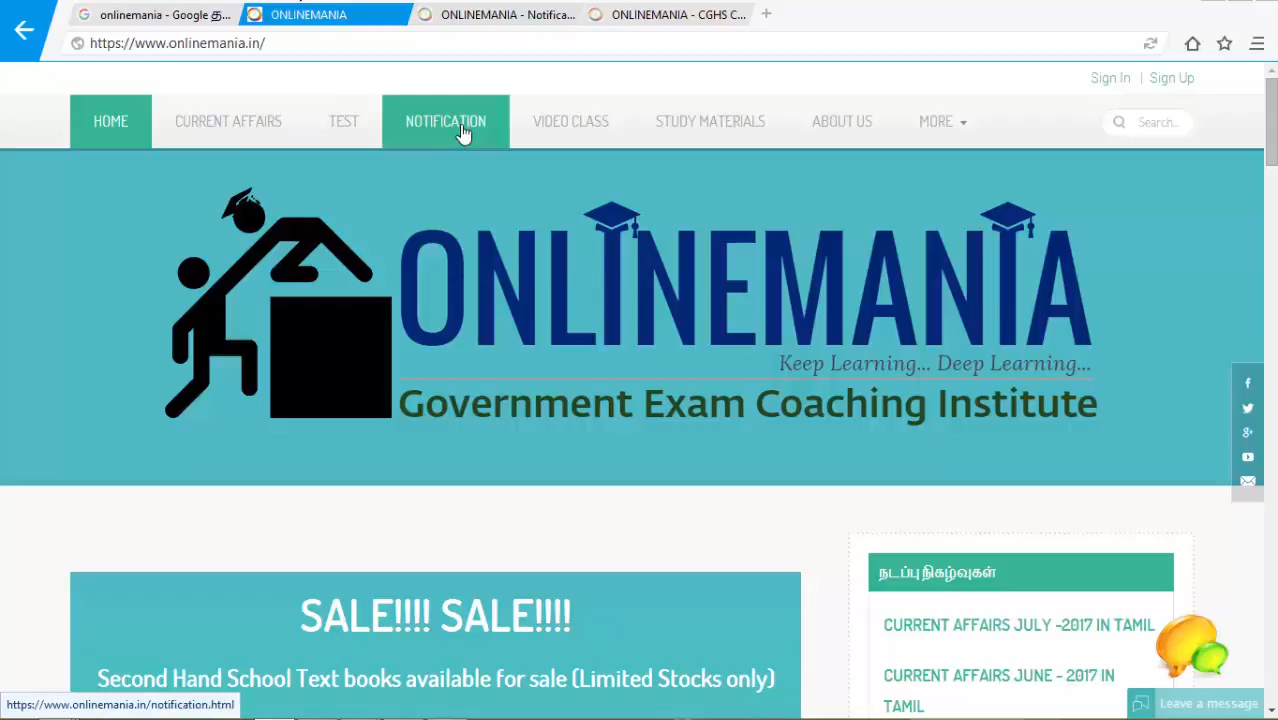 onlinemania - Google த...
ONLINEMANIA
ONLINEMANIA - Notifica...
ONLINEMANIA - CGHS C...
https://www.onlinemania.in/
Sign In | Sign Up
HOME
CURRENT AFFAIRS
TEST
NOTIFICATION
VIDEO CLASS
STUDY MATERIALS
ABOUT US
MORE
Search...
ONLINEMANIA
Keep Learning... Deep Learning...
Government Exam Coaching Institute
SALE!!!! SALE!!!!
Second Hand School Text books available for sale (Limited Stocks only)
நடப்பு நிகழ்வுகள்
CURRENT AFFAIRS JULY -2017 IN TAMIL
CURRENT AFFAIRS JUNE - 2017 IN
TAMIL
Leave a message
https://www.onlinemania.in/notification.html